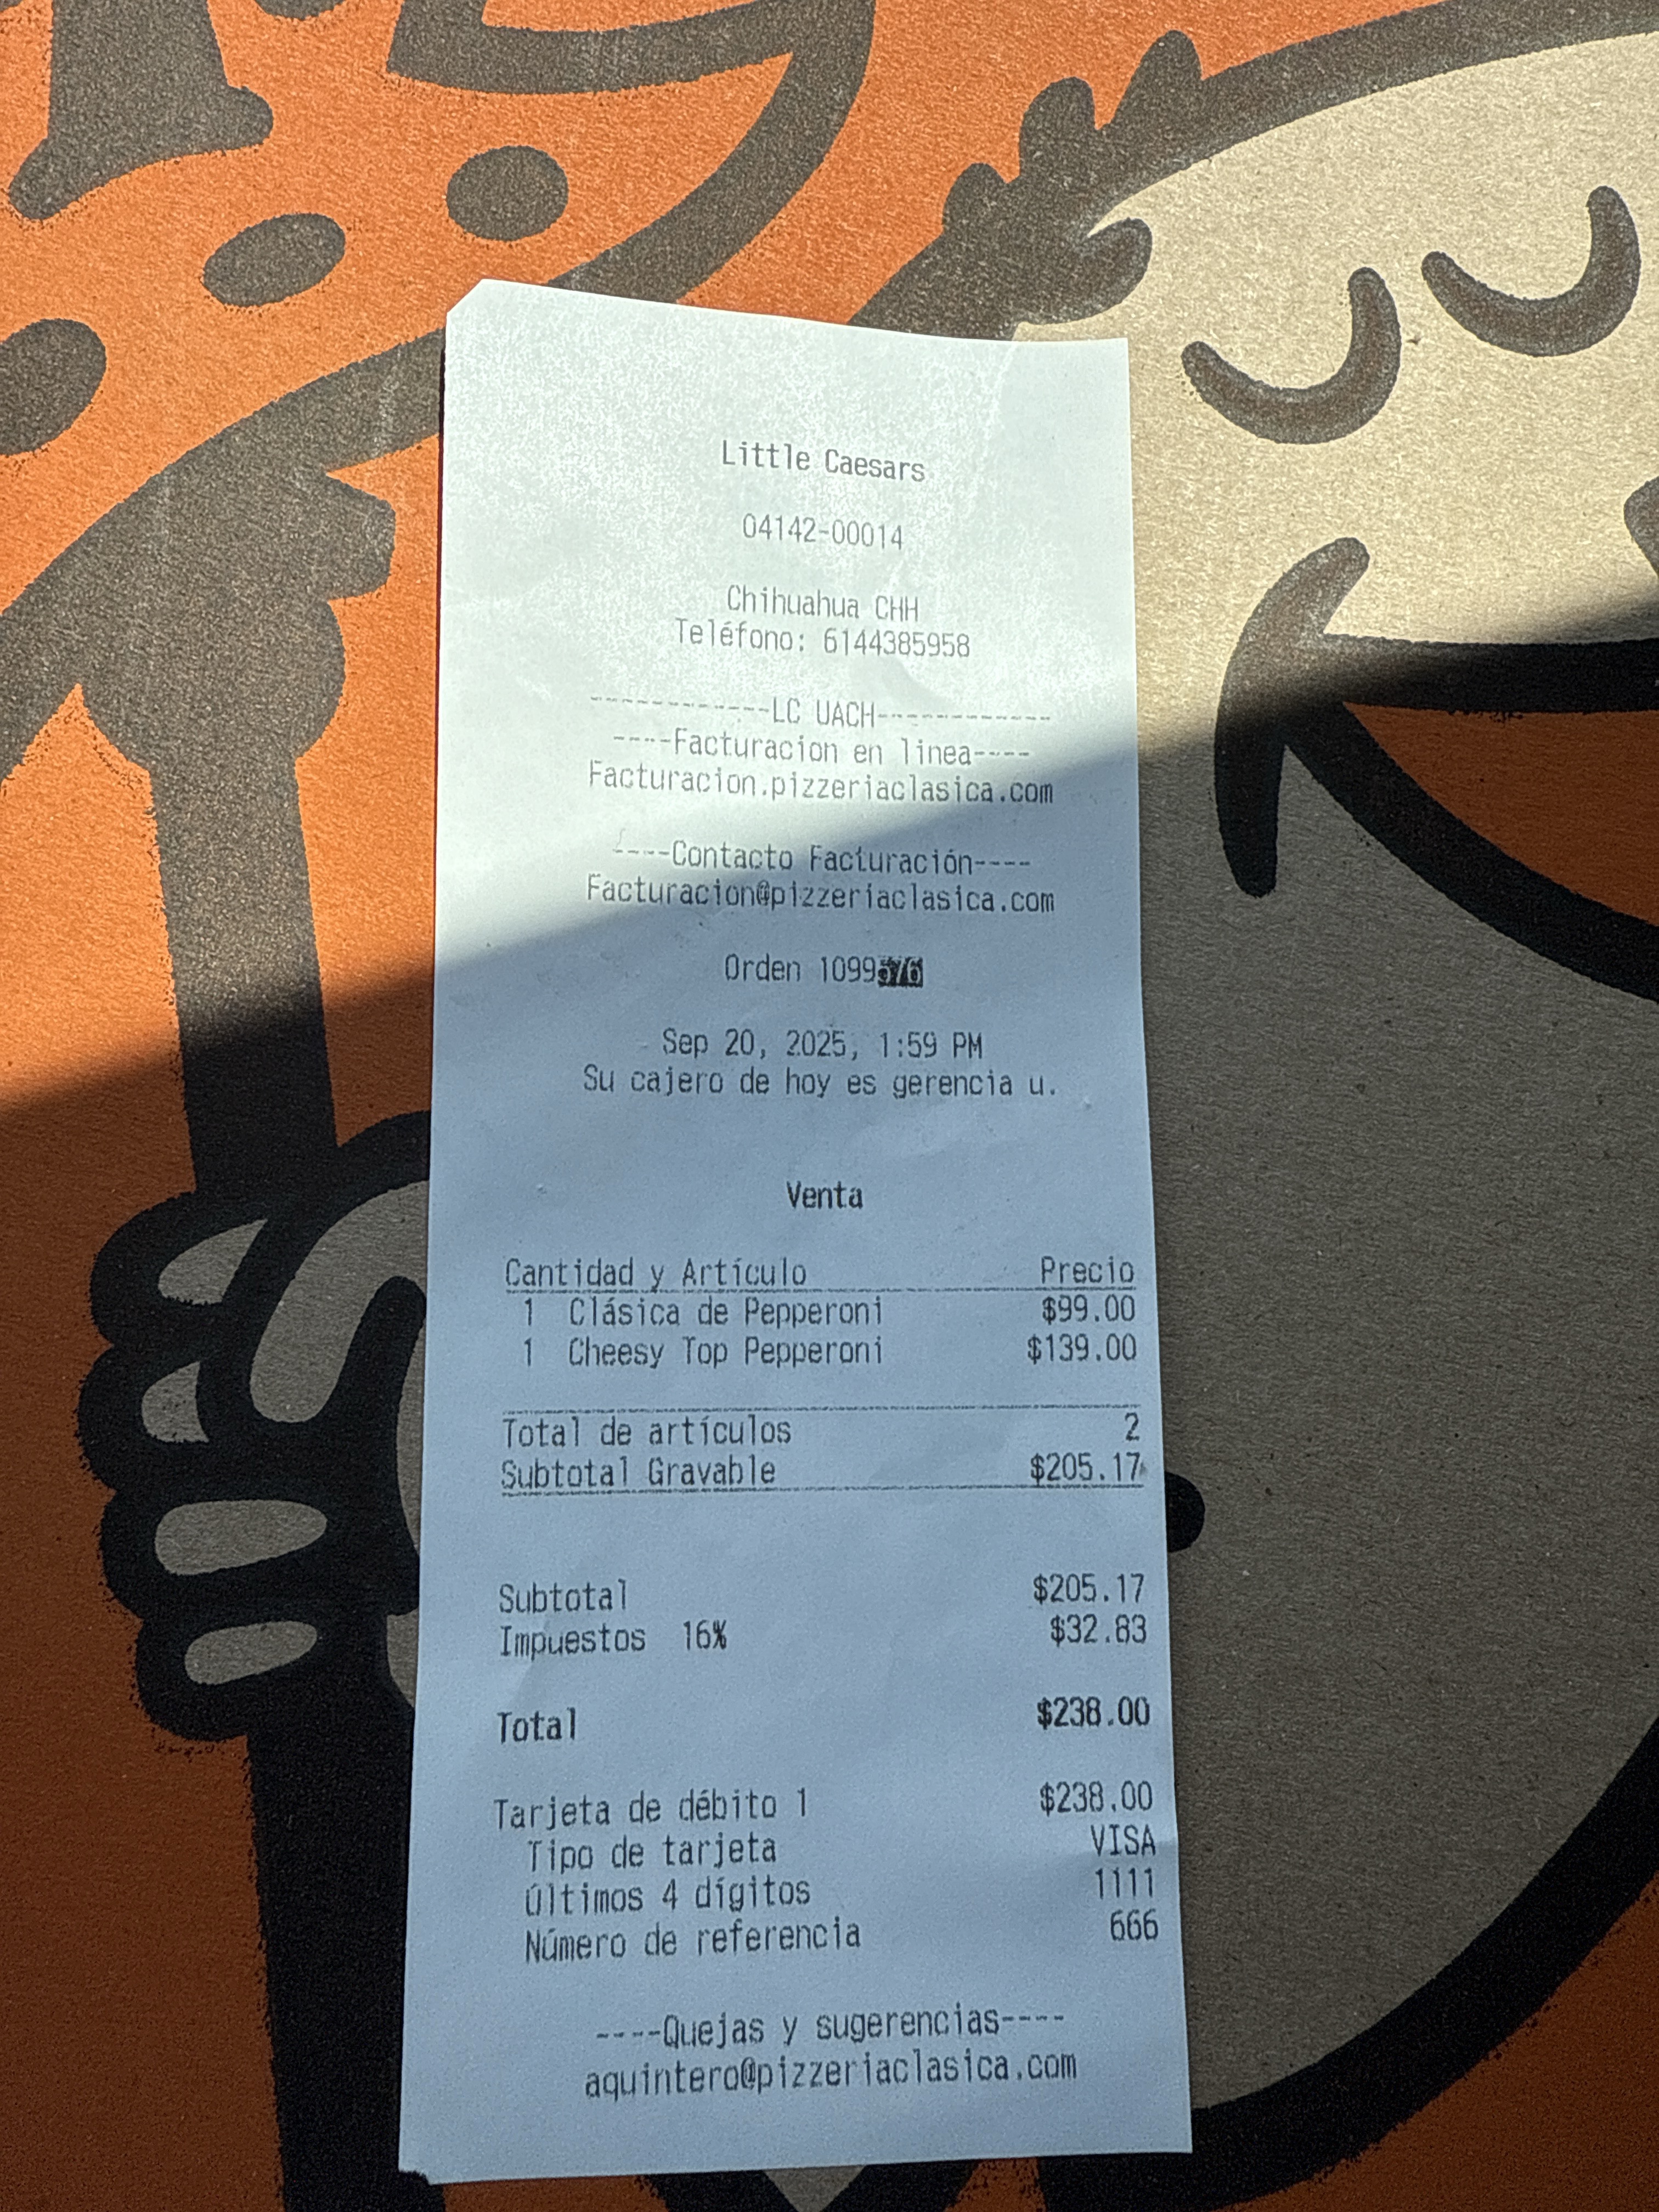 Little Caesars
04142-00014
Chihuahua CHH
Teléfono: 6144385958
------------LC UACH------------
----Facturacion en linea----
Facturacion.pizzeriaclasica.com
----Contacto Facturación----
Facturacion@pizzeriaclasica.com
Orden 1099576
Sep 20, 2025, 1:59 PM
Su cajero de hoy es gerencia u.
Venta
Cantidad y Artículo Precio
1 Clásica de Pepperoni $99.00
1 Cheesy Top Pepperoni $139.00
Total de artículos 2
Subtotal Gravable $205.17
Subtotal $205.17
Impuestos 16% $32.83
Total $238.00
Tarjeta de débito 1 $238.00
Tipo de tarjeta VISA
Últimos 4 dígitos 1111
Número de referencia 666
----Quejas y sugerencias----
aquintero@pizzeriaclasica.com